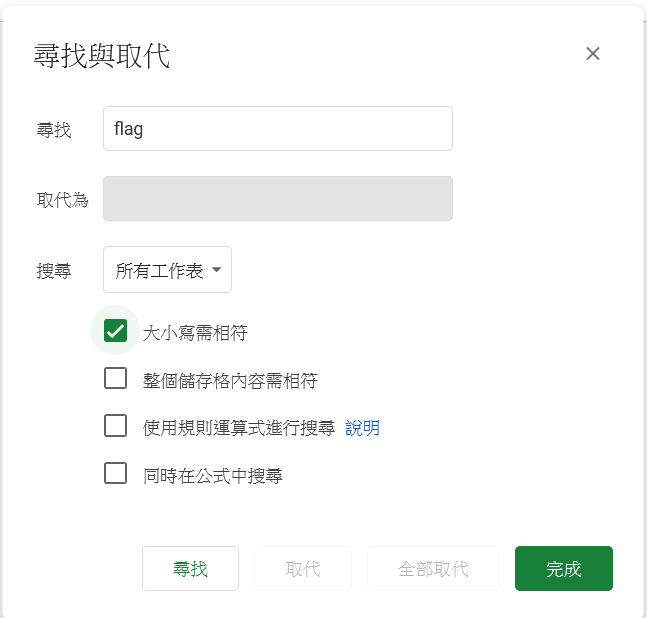 尋找與取代
尋找 flag
取代為
搜尋 所有工作表
大小寫需相符
整個儲存格內容需相符
使用規則運算式進行搜尋 說明
同時在公式中搜尋
尋找 取代 全部取代 完成